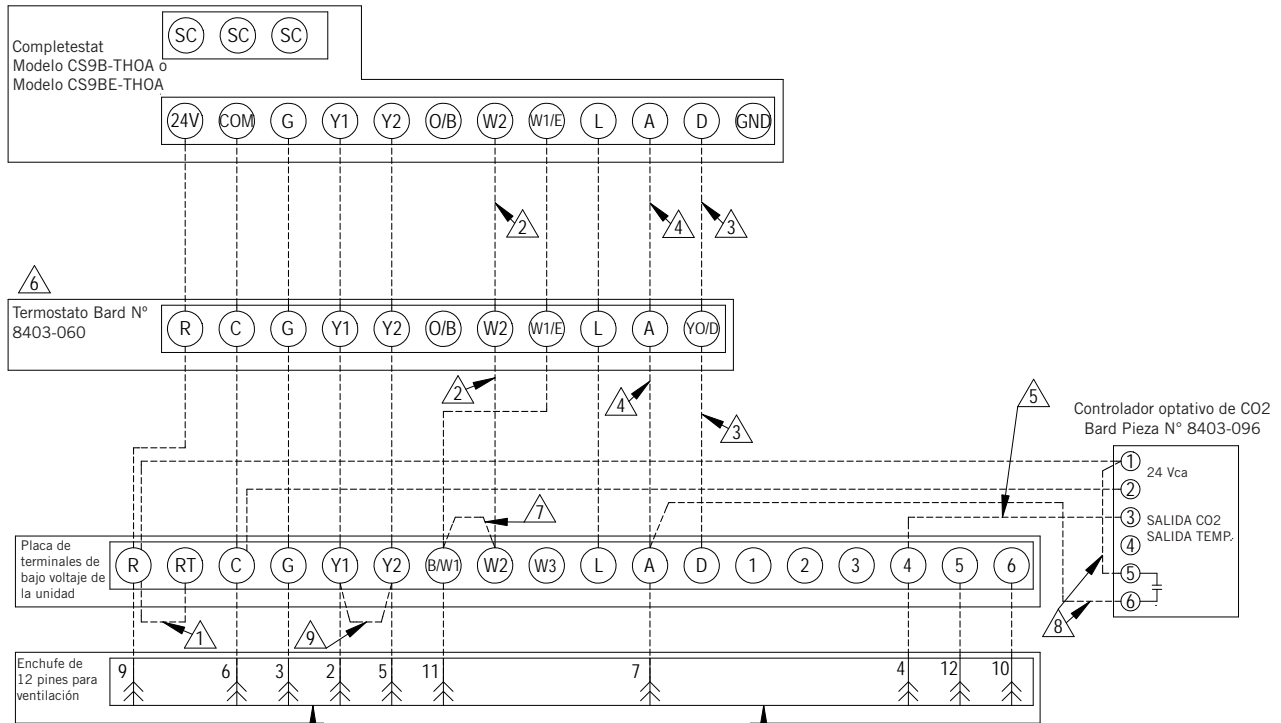 SC SC SC
Completestat
Modelo CS9B-THOA o
Modelo CS9BE-THOA
24V COM G Y1 Y2 O/B W2 W1/E L A D GND
2 4 3
6
Termostato Bard Nº
8403-060
R C G Y1 Y2 O/B W2 W1/E L A YO/D
2 4 3 5
Controlador optativo de CO2
Bard Pieza N° 8403-096
1 24 Vca
2
3 SALIDA CO2
SALIDA TEMP.
4
5
6
7
8
Placa de
terminales de
bajo voltaje de
la unidad
R RT C G Y1 Y2 B/W1 W2 W3 L A D 1 2 3 4 5 6
1 9
Enchufe de
12 pines para
ventilación
9 6 3 2 5 11 7 4 12 10